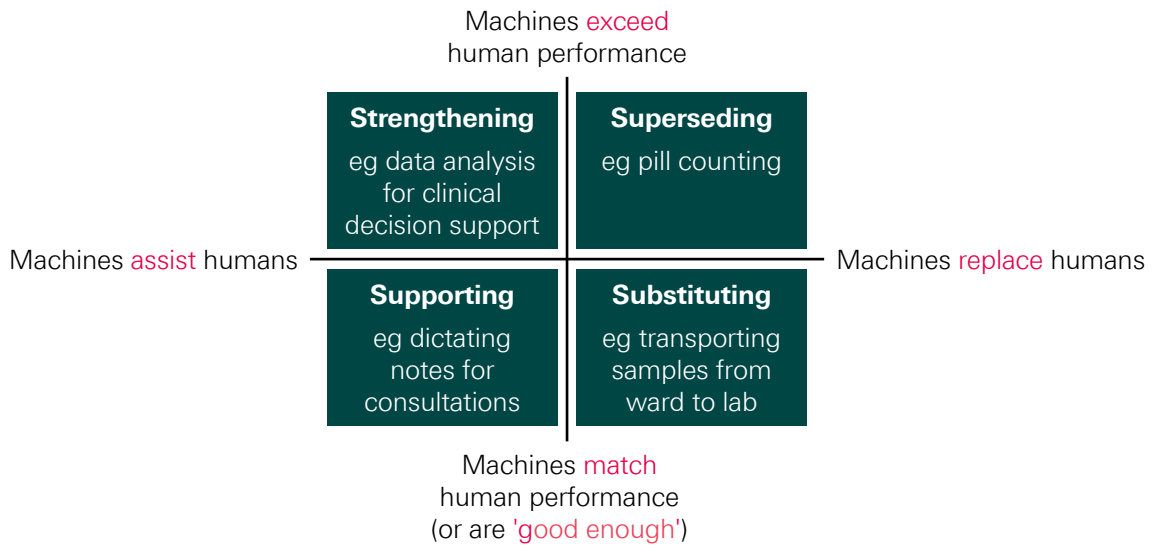 Machines exceed
human performance
Strengthening
eg data analysis
for clinical
decision support
Superseding
eg pill counting
Machines assist humans
Machines replace humans
Supporting
eg dictating
notes for
consultations
Substituting
eg transporting
samples from
ward to lab
Machines match
human performance
(or are 'good enough')